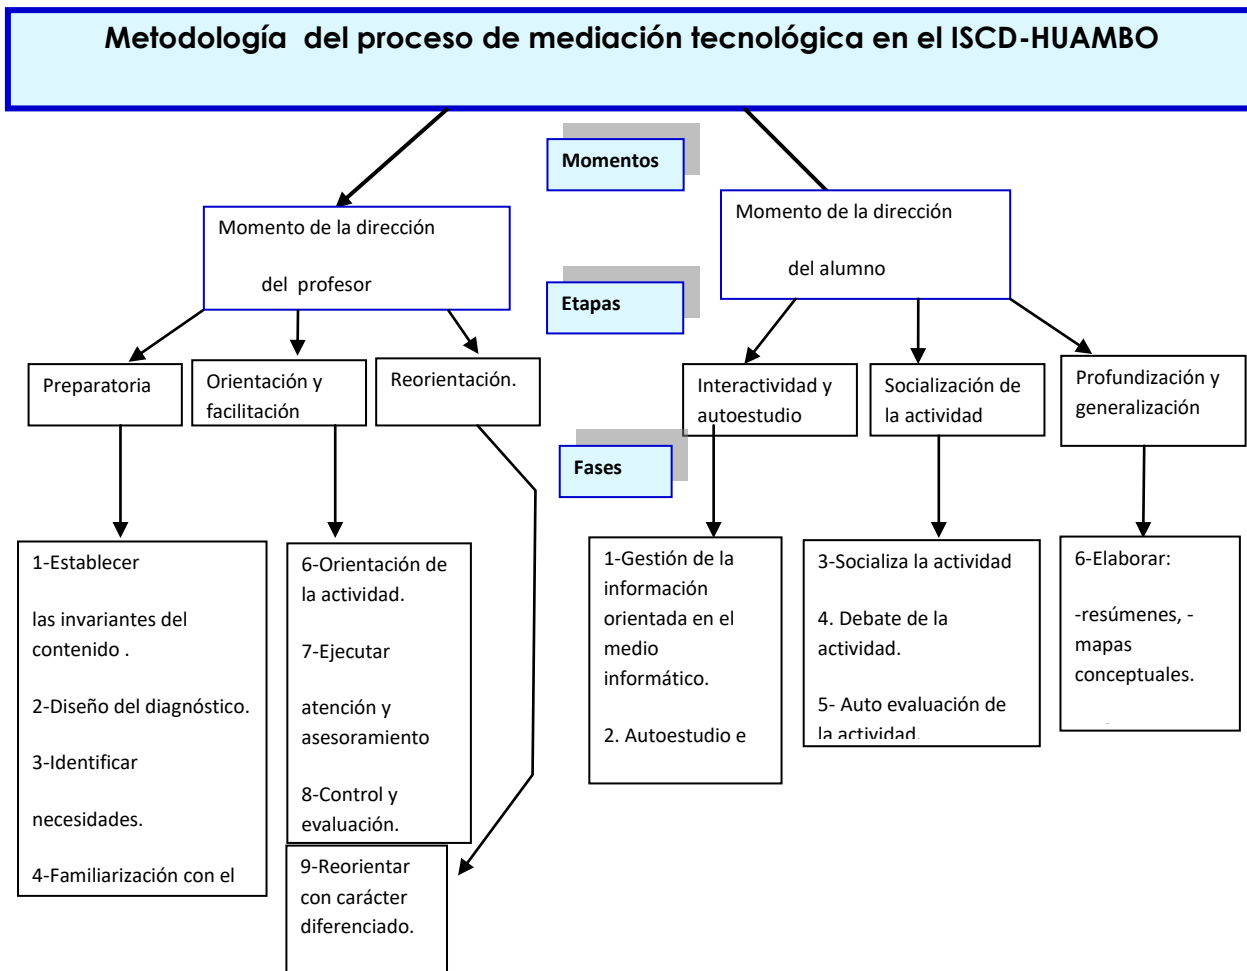 Metodología del proceso de mediación tecnológica en el ISCD-HUAMBO
Momentos
Momento de la dirección
del profesor
Momento de la dirección
del alumno
Etapas
Preparatoria
Orientación y
facilitación
Reorientación.
Interactividad y
autoestudio
Socialización de
la actividad
Profundización y
generalización
Fases
1-Establecer
las invariantes del
contenido .
2-Diseño del diagnóstico.
3-Identificar
necesidades.
4-Familiarización con el
6-Orientación de
la actividad.
7-Ejecutar
atención y
asesoramiento
8-Control y
evaluación.
9-Reorientar
con carácter
diferenciado.
1-Gestión de la
información
orientada en el
medio
informático.
2. Autoestudio e
3-Socializa la actividad
4. Debate de la
actividad.
5- Auto evaluación de
la actividad.
6-Elaborar:
-resúmenes, -
mapas
conceptuales.